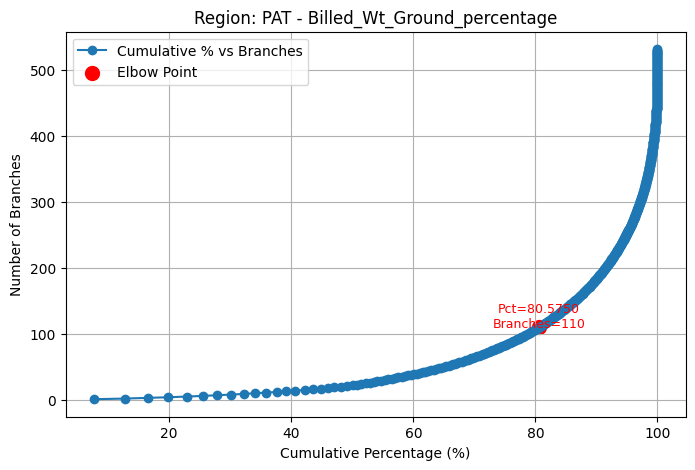 Region: PAT - Billed_Wt_Ground_percentage
Cumulative % vs Branches
Elbow Point
Number of Branches
500
400
300
200
100
0
Pct=80.5750
Branches=110
20
40
60
80
100
Cumulative Percentage (%)